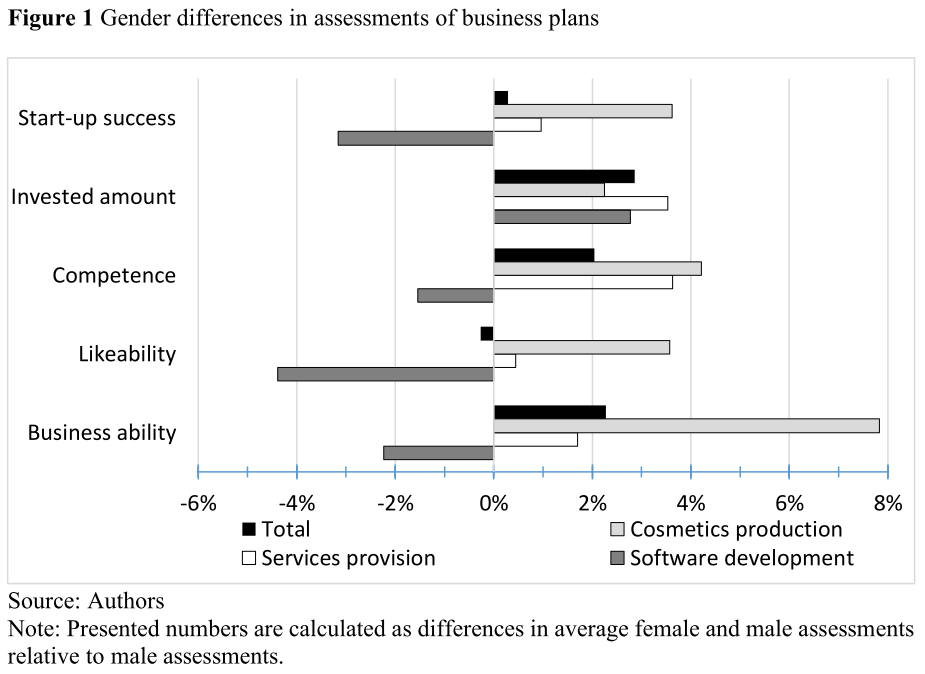 Figure 1 Gender differences in assessments of business plans
Start-up success
Invested amount
Competence
Likeability
Business ability
-6% -4% -2% 0% 2% 4% 6% 8%
Total Cosmetics production
Services provision Software development
Source: Authors
Note: Presented numbers are calculated as differences in average female and male assessments
relative to male assessments.